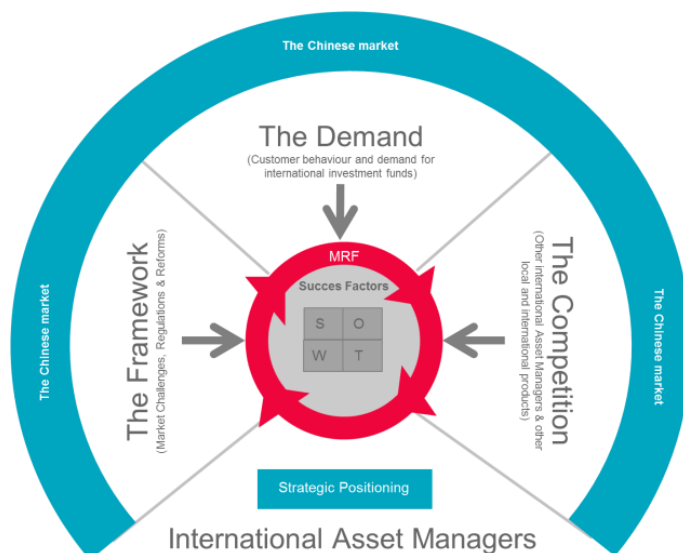 The Chinese market
The Demand
(Customer behaviour and demand for
international investment funds)
The Chinese market
The Framework
(Market Challenges, Regulations & Reforms)
MRF
Succes Factors
S O
W T
The Competition
(Other international Asset Managers & other
local and international products)
The Chinese market
Strategic Positioning
International Asset Managers